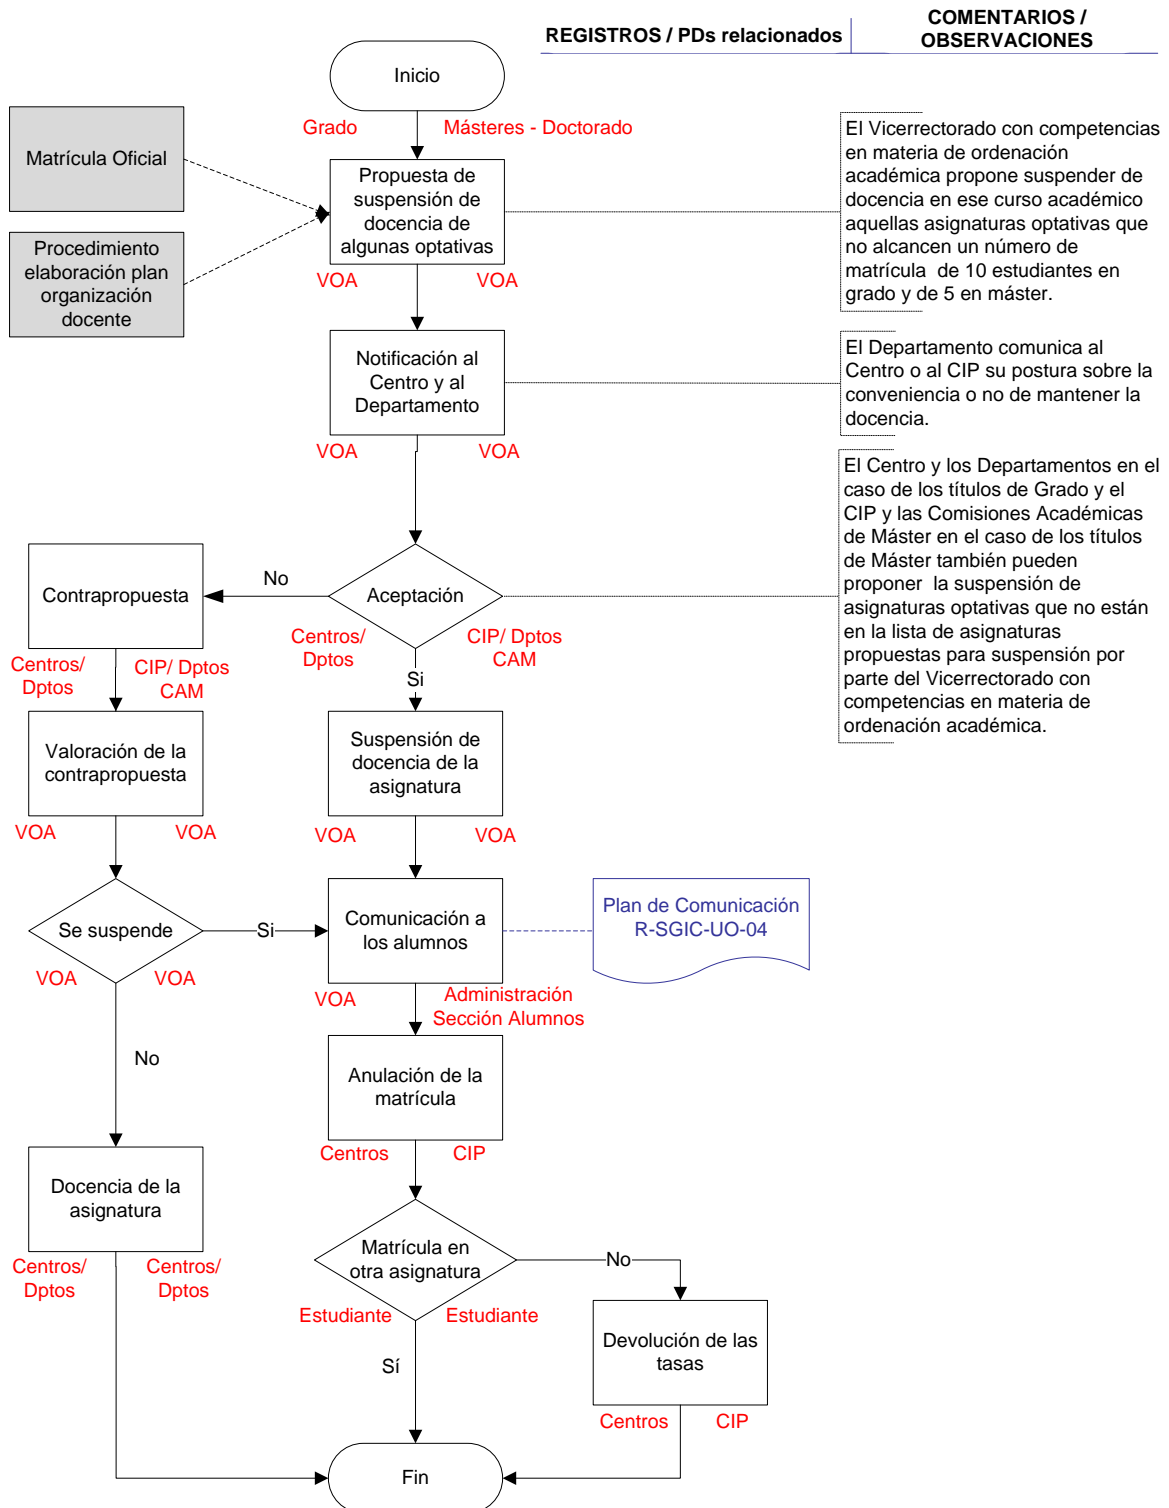 REGISTROS / PDs relacionados
COMENTARIOS /
OBSERVACIONES
Inicio
Grado
Másteres - Doctorado
Matrícula Oficial
Propuesta de
suspensión de
docencia de
algunas optativas
El Vicerrectorado con competencias
en materia de ordenación
académica propone suspender de
docencia en ese curso académico
aquellas asignaturas optativas que
no alcancen un número de
matrícula  de 10 estudiantes en
grado y de 5 en máster.
Procedimiento
elaboración plan
organización
docente
VOA
VOA
Notificación al
Centro y al
Departamento
El Departamento comunica al
Centro o al CIP su postura sobre la
conveniencia o no de mantener la
docencia.
VOA
VOA
El Centro y los Departamentos en el
caso de los títulos de Grado y el
CIP y las Comisiones Académicas
de Máster en el caso de los títulos
de Máster también pueden
proponer  la suspensión de
asignaturas optativas que no están
en la lista de asignaturas
propuestas para suspensión por
parte del Vicerrectorado con
competencias en materia de
ordenación académica.
Contrapropuesta
No
Aceptación
Centros/
Dptos
CIP/ Dptos
CAM
Centros/
Dptos
CIP/ Dptos
CAM
Si
Valoración de la
contrapropuesta
Suspensión de
docencia de la
asignatura
VOA
VOA
VOA
VOA
Se suspende
Si
Comunicación a
los alumnos
Plan de Comunicación
R-SGIC-UO-04
VOA
VOA
VOA
Administración
Sección Alumnos
No
Anulación de la
matrícula
Centros
CIP
Docencia de la
asignatura
Centros/
Dptos
Centros/
Dptos
Matrícula en
otra asignatura
No
Estudiante
Estudiante
Sí
Devolución de las
tasas
Centros
CIP
Fin